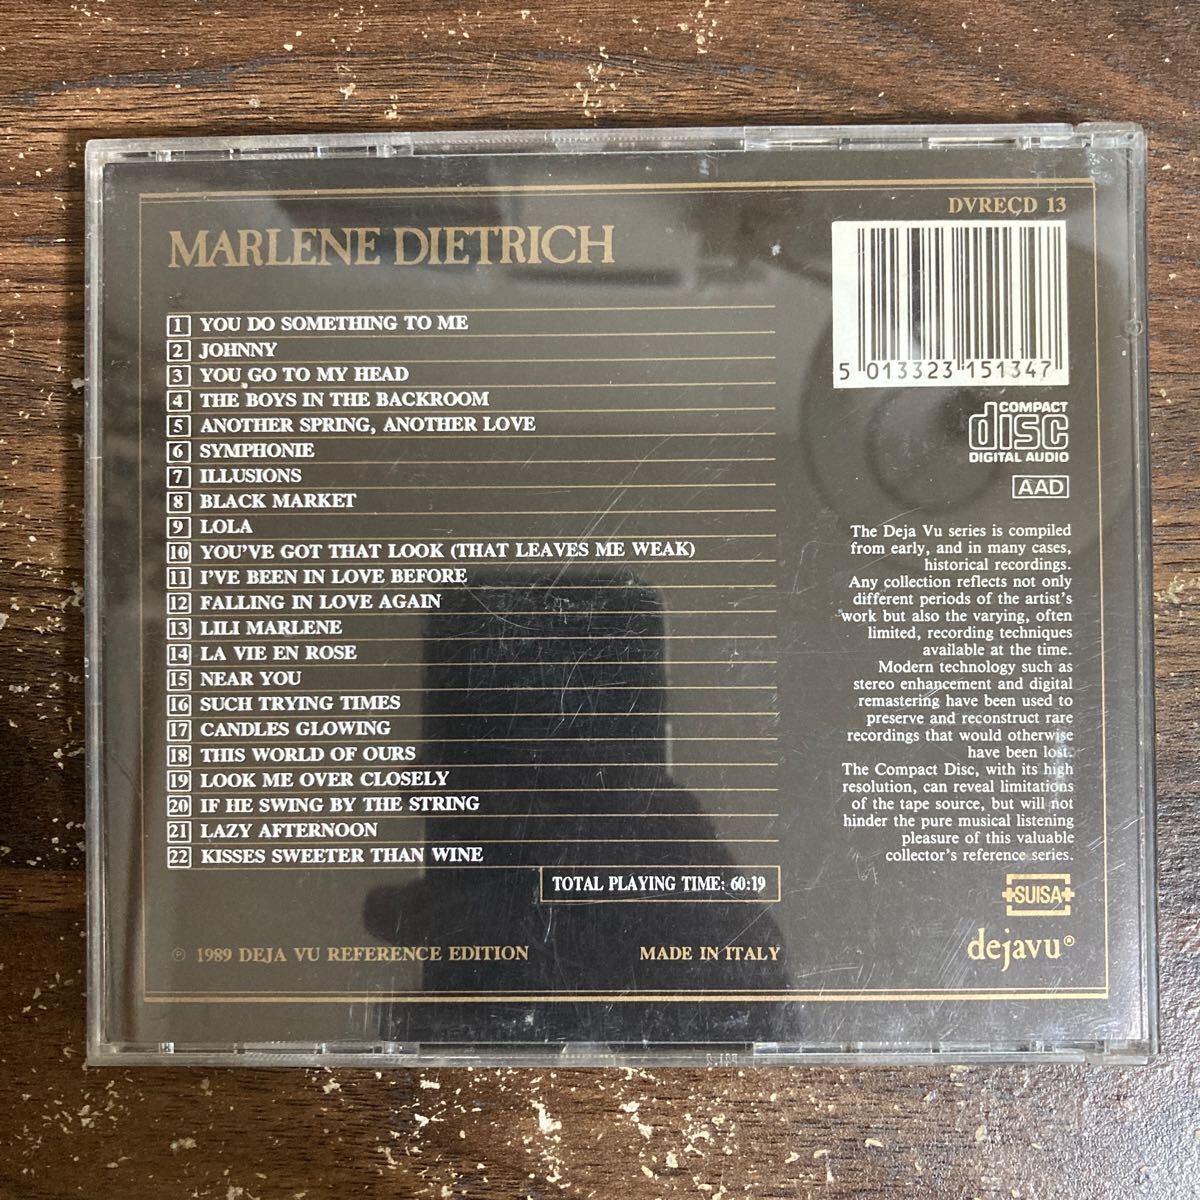 DVRECD 13
MARLENE DIETRICH
1 YOU DO SOMETHING TO ME
2 JOHNNY
3 YOU GO TO MY HEAD
4 THE BOYS IN THE BACKROOM
5 ANOTHER SPRING, ANOTHER LOVE
6 SYMPHONIE
7 ILLUSIONS
8 BLACK MARKET
9 LOLA
10 YOU'VE GOT THAT LOOK (THAT LEAVES ME WEAK)
11 I'VE BEEN IN LOVE BEFORE
12 FALLING IN LOVE AGAIN
13 LILI MARLENE
14 LA VIE EN ROSE
15 NEAR YOU
16 SUCH TRYING TIMES
17 CANDLES GLOWING
18 THIS WORLD OF OURS
19 LOOK ME OVER CLOSELY
20 IF HE SWING BY THE STRING
21 LAZY AFTERNOON
22 KISSES SWEETER THAN WINE
TOTAL PLAYING TIME: 60:19
℗ 1989 DEJA VU REFERENCE EDITION
MADE IN ITALY
5 013323 151347
COMPACT
disc
DIGITAL AUDIO
AAD
The Deja Vu series is compiled
from early, and in many cases,
historical recordings.
Any collection reflects not only
different periods of the artist's
work but also the varying, often
limited, recording techniques
available at the time.
Modern technology such as
stereo enhancement and digital
remastering have been used to
preserve and reconstruct rare
recordings that would otherwise
have been lost.
The Compact Disc, with its high
resolution, can reveal limitations
of the tape source, but will not
hinder the pure musical listening
pleasure of this valuable
collector's reference series.
SUISA
dejavu®